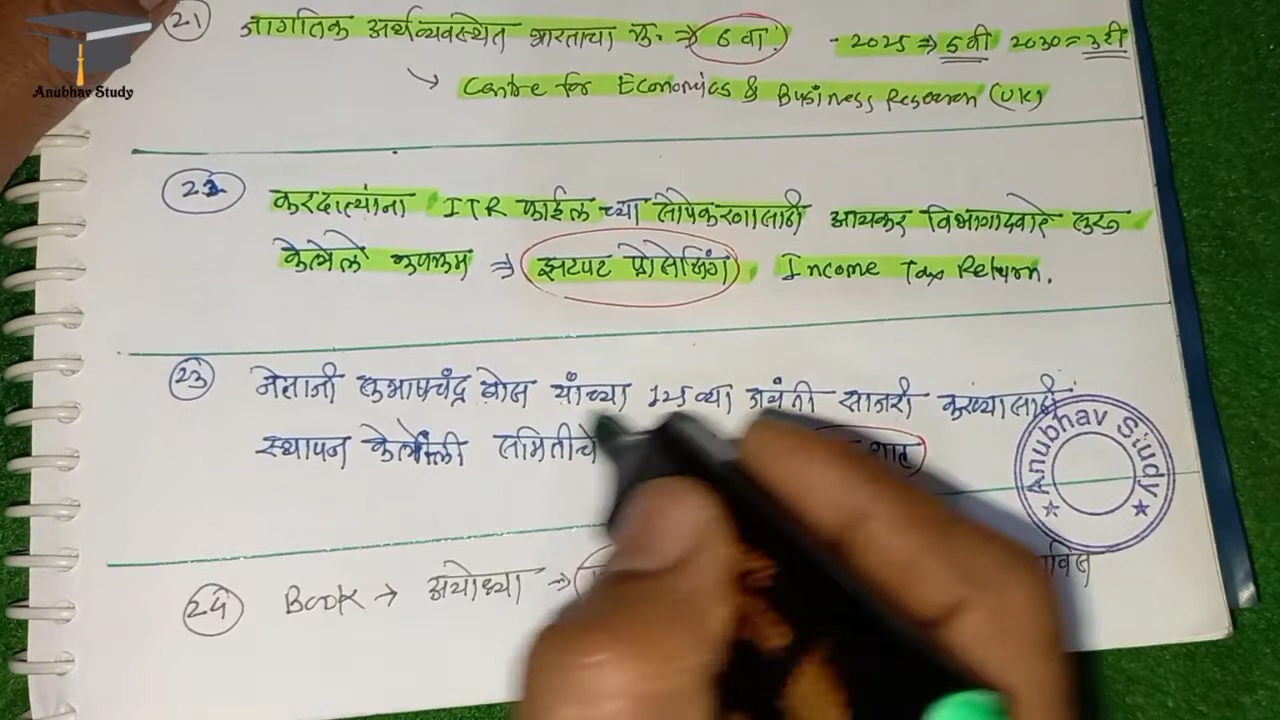 21 जागतिक अर्थव्यवस्थेत भारताचा क्र. ⇒ 6 वा. - 2025 ⇒ 5वी 2030 = 3री
Anubhav Study
↳ Centre for Economics & Business Research (UK)
22 करदात्यांना ITR फाईल च्या सोपेकरणासाठी आयकर विभागाद्वारे सुरु
केलेले उपक्रम ⇒ झटपट प्रोसेसिंग. Income Tax Return.
23 नेताजी सुभाषचंद्र बोस यांच्या 125 व्या जयंती साजरी करण्यासाठी
स्थापन केलेली समितीचे शाह
Anubhav Study
24 Book → अयोध्या →